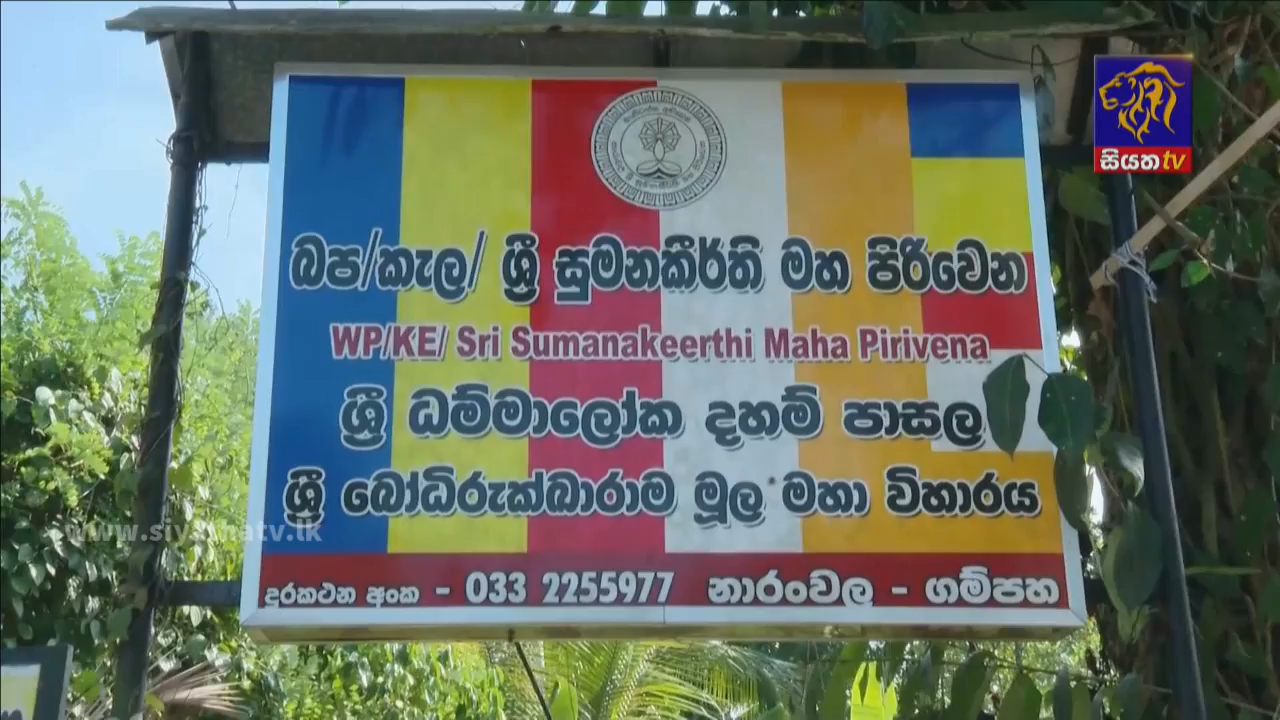 සියත tv
බප/කැල/ ශ්‍රී සුමනකීර්ති මහ පිරිවෙන
WP/KE/ Sri Sumanakeerthi Maha Pirivena
ශ්‍රී ධම්මාලෝක දහම් පාසල
ශ්‍රී බෝධිරුක්ඛාරාම මූල මහා විහාරය
www.siyathatv.lk
දුරකථන අංක - 033 2255977 නාරංවල - ගම්පහ